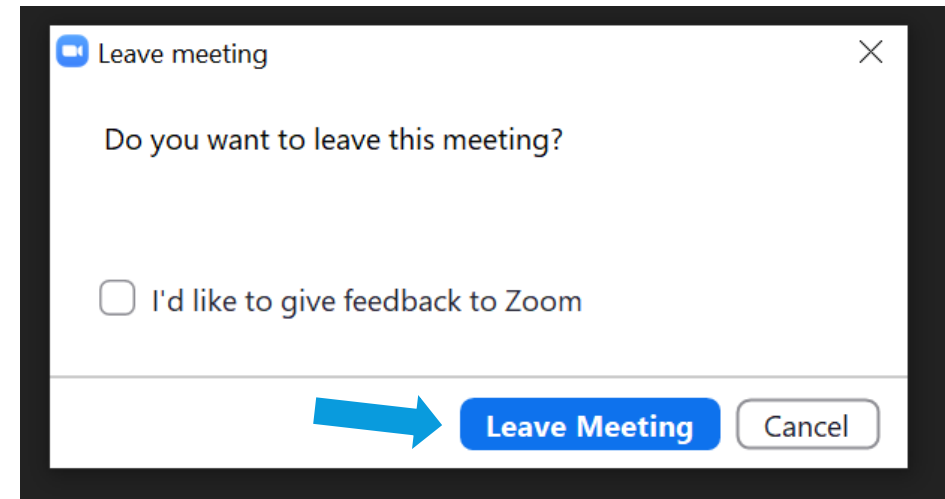 Leave meeting
Do you want to leave this meeting?
I'd like to give feedback to Zoom
Leave Meeting
Cancel